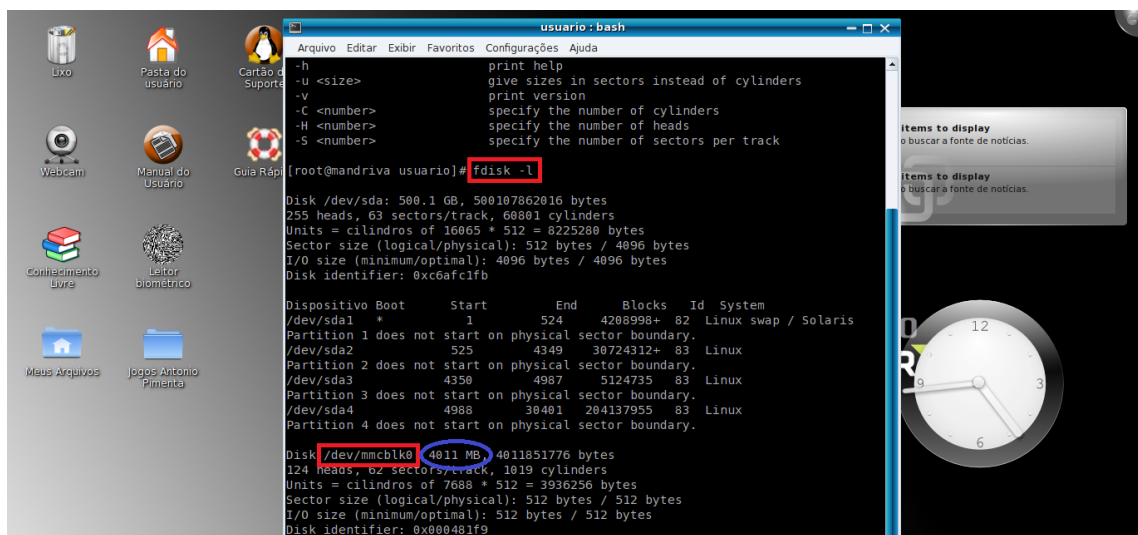 Lixo
Pasta do
usuário
Cartão d
Suporte
Webcam
Manual do
Usuário
Guia Rápi
Conhecimento
Livre
Leitor
biométrico
Meus Arquivos
Jogos Antonio
Pimenta
usuario : bash
Arquivo Editar Exibir Favoritos Configurações Ajuda
-h print help
-u <size> give sizes in sectors instead of cylinders
-v print version
-C <number> specify the number of cylinders
-H <number> specify the number of heads
-S <number> specify the number of sectors per track
[root@mandriva usuario]# fdisk -l
Disk /dev/sda: 500.1 GB, 500107862016 bytes
255 heads, 63 sectors/track, 60801 cylinders
Units = cilindros of 16065 * 512 = 8225280 bytes
Sector size (logical/physical): 512 bytes / 4096 bytes
I/O size (minimum/optimal): 4096 bytes / 4096 bytes
Disk identifier: 0xc6afc1fb
Dispositivo Boot Start End Blocks Id System
/dev/sda1 * 1 524 4208998+ 82 Linux swap / Solaris
Partition 1 does not start on physical sector boundary.
/dev/sda2 525 4349 30724312+ 83 Linux
Partition 2 does not start on physical sector boundary.
/dev/sda3 4350 4987 5124735 83 Linux
Partition 3 does not start on physical sector boundary.
/dev/sda4 4988 30401 204137955 83 Linux
Partition 4 does not start on physical sector boundary.
Disk /dev/mmcblk0 4011 MB, 4011851776 bytes
124 heads, 62 sectors/track, 1019 cylinders
Units = cilindros of 7688 * 512 = 3936256 bytes
Sector size (logical/physical): 512 bytes / 512 bytes
I/O size (minimum/optimal): 512 bytes / 512 bytes
Disk identifier: 0x000481f9
items to display
o buscar a fonte de notícias.
items to display
o buscar a fonte de notícias.
12
9 3
6